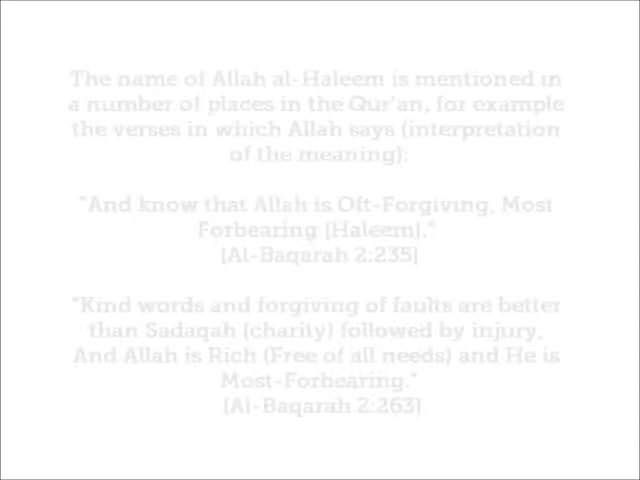 The name of Allah al-Haleem is mentioned in
a number of places in the Qur'an, for example
the verses in which Allah says (interpretation
of the meaning):
"And know that Allah is Oft-Forgiving, Most
Forbearing [Haleem]."
[Al-Baqarah 2:235]
"Kind words and forgiving of faults are better
than Sadaqah (charity) followed by injury.
And Allah is Rich (Free of all needs) and He is
Most-Forbearing."
[Al-Baqarah 2:263]